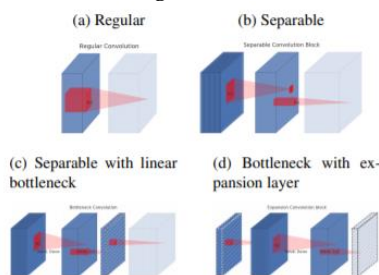 (a) Regular
(b) Separable
Regular Convolution
Separable Convolution Block
(c) Separable with linear
bottleneck
(d) Bottleneck with ex-
pansion layer
Bottleneck Convolution
Expansion Convolution block